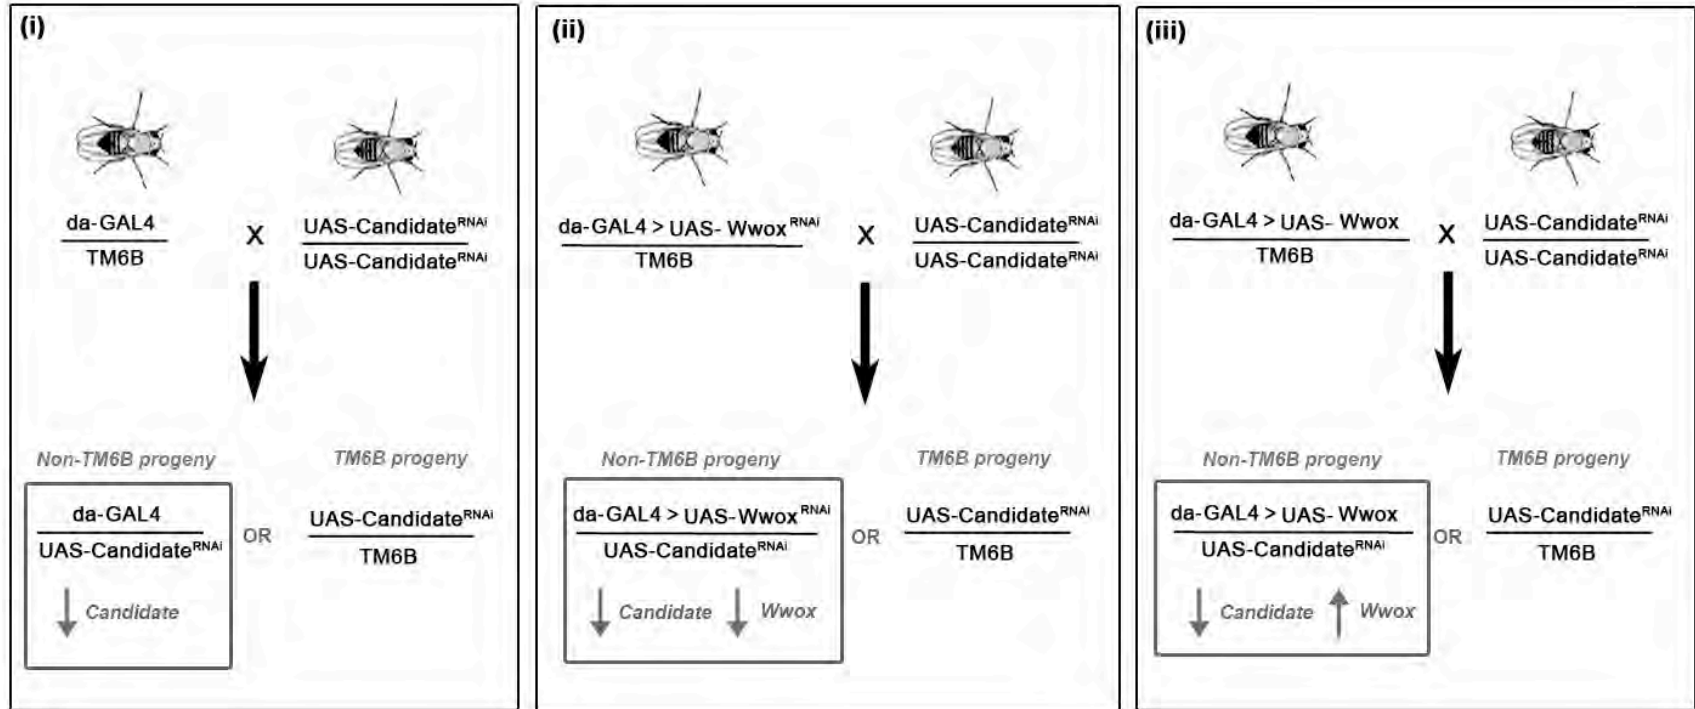 (i)
da-GAL4
TM6B
X
UAS-Candidate^RNAi
UAS-Candidate^RNAi
Non-TM6B progeny
TM6B progeny
da-GAL4
UAS-Candidate^RNAi
OR
UAS-Candidate^RNAi
TM6B
Candidate
(ii)
da-GAL4 > UAS- Wwox^RNAi
TM6B
X
UAS-Candidate^RNAi
UAS-Candidate^RNAi
Non-TM6B progeny
TM6B progeny
da-GAL4 > UAS-Wwox^RNAi
UAS-Candidate^RNAi
OR
UAS-Candidate^RNAi
TM6B
Candidate
Wwox
(iii)
da-GAL4 > UAS- Wwox
TM6B
X
UAS-Candidate^RNAi
UAS-Candidate^RNAi
Non-TM6B progeny
TM6B progeny
da-GAL4 > UAS- Wwox
UAS-Candidate^RNAi
OR
UAS-Candidate^RNAi
TM6B
Candidate
Wwox